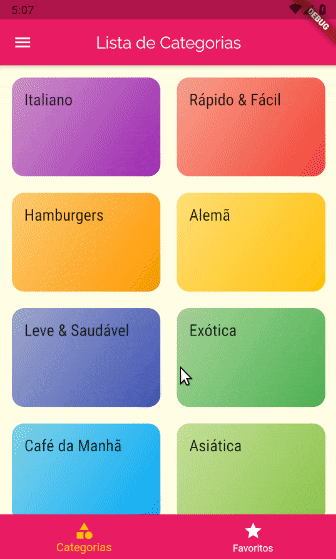 5:07
DEBUG
Lista de Categorias
Italiano
Rápido & Fácil
Hamburgers
Alemã
Leve & Saudável
Exótica
Café da Manhã
Asiática
Categorias
Favoritos